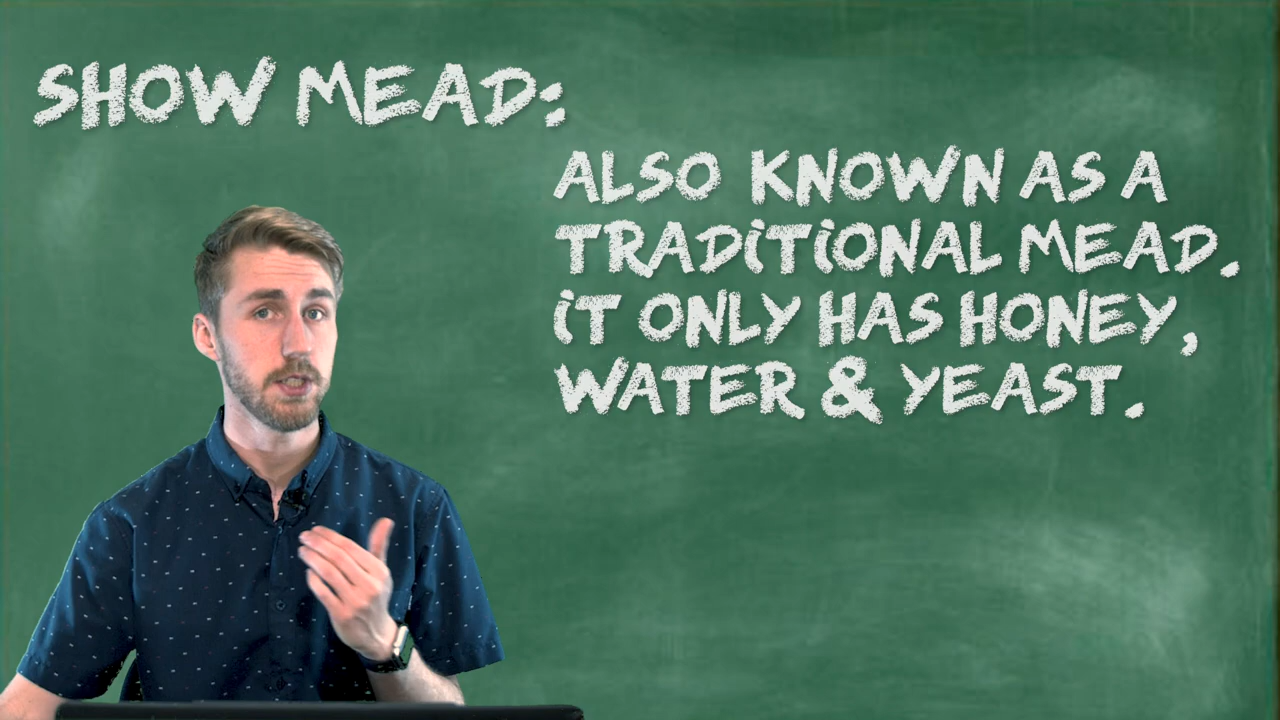 SHOW MEAD:
ALSO KNOWN AS A
TRADITIONAL MEAD.
IT ONLY HAS HONEY,
WATER & YEAST.